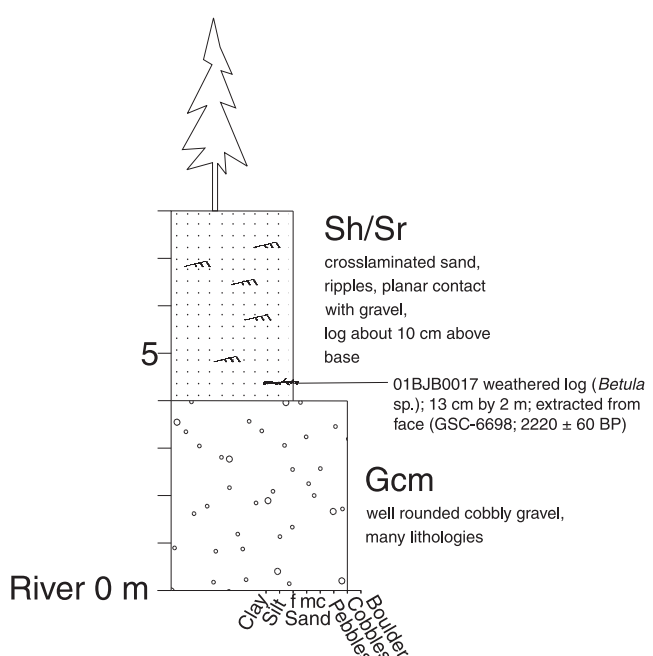 Sh/Sr
crosslaminated sand,
ripples, planar contact
with gravel,
log about 10 cm above
base
5
01BJB0017 weathered log (Betula
sp.); 13 cm by 2 m; extracted from
face (GSC-6698; 2220 ± 60 BP)
Gcm
well rounded cobbly gravel,
many lithologies
River 0 m
Clay
Silt
f m c
Sand
Pebbles
Cobbles
Boulder